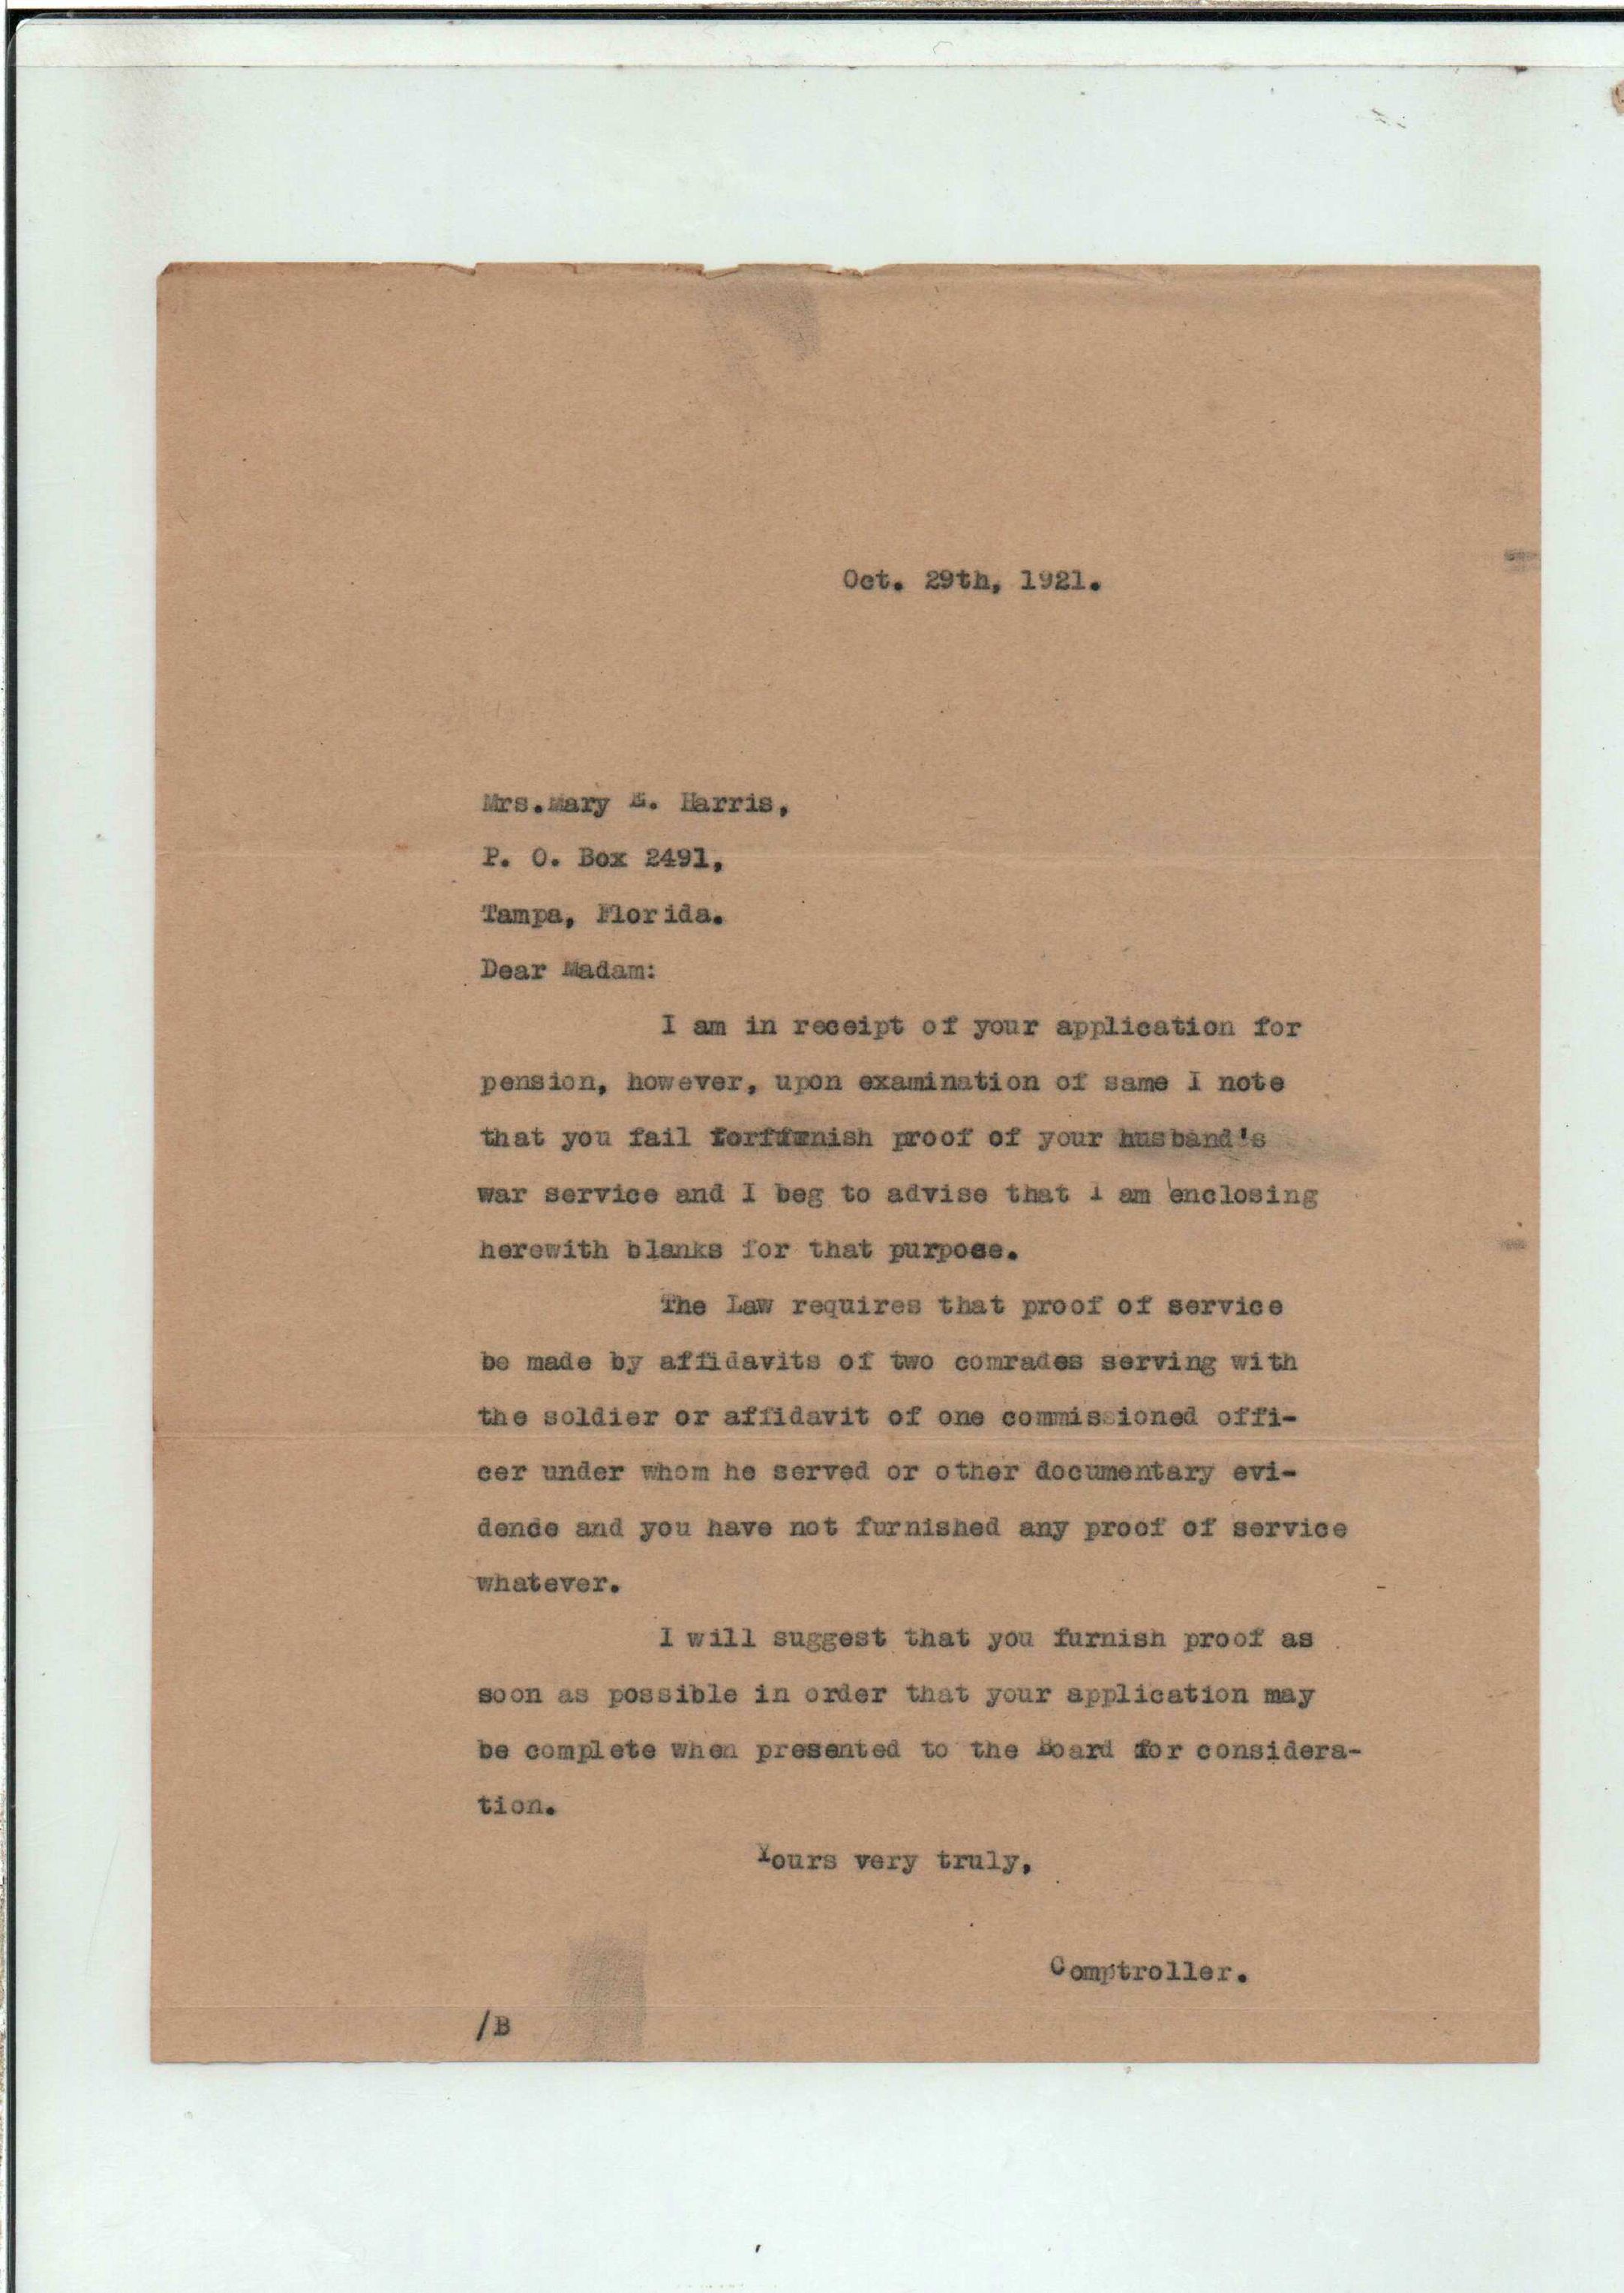 Oct. 29th, 1921.
Mrs.Mary E. Harris,
P. O. Box 2491,
Tampa, Florida.
Dear Madam:
I am in receipt of your application for
pension, however, upon examination of same I note
that you fail forffurnish proof of your husband's
war service and I beg to advise that I am enclosing
herewith blanks for that purpose.
The Law requires that proof of service
be made by affidavits of two comrades serving with
the soldier or affidavit of one commissioned offi-
cer under whom he served or other documentary evi-
dence and you have not furnished any proof of service
whatever.
I will suggest that you furnish proof as
soon as possible in order that your application may
be complete when presented to the Board for considera-
tion.
Yours very truly,
Comptroller.
/B